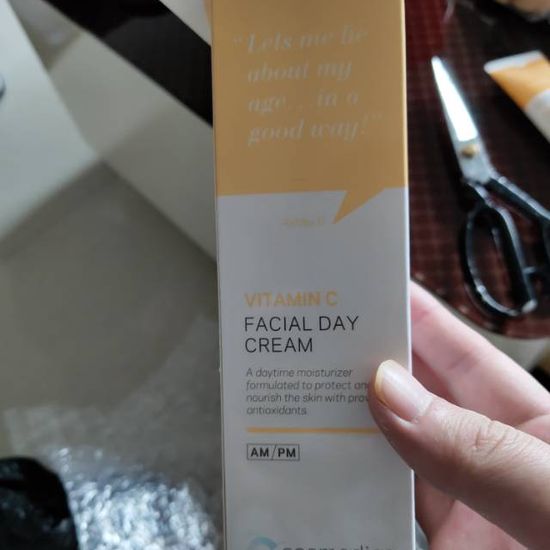 "Lets me lie
about my
age...in a
good way!"
VITAMIN C
FACIAL DAY
CREAM
A daytime moisturizer
formulated to protect and
nourish the skin with
antioxidants.
AM/PM